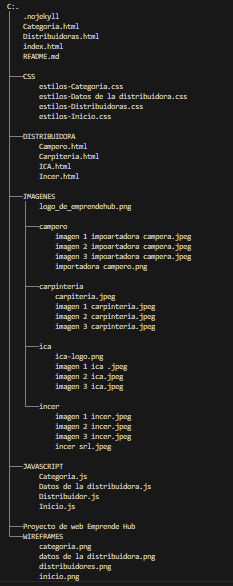 C:.
│   .nojekyll
│   Categoria.html
│   Distribuidoras.html
│   index.html
│   README.md
│
├───CSS
│       estilos-Categoria.css
│       estilos-Datos de la distribuidora.css
│       estilos-Distribuidoras.css
│       estilos-Inicio.css
│
├───DISTRIBUIDORA
│       Campero.html
│       Carpiteria.html
│       ICA.html
│       Incer.html
│
├───IMAGENES
│   │   logo_de_emprendehub.png
│   │
│   ├───campero
│   │       imagen 1 impoartadora campera.jpeg
│   │       imagen 2 impoartadora campera.jpeg
│   │       imagen 3 impoartadora campera.jpeg
│   │       importadora campero.png
│   │
│   ├───carpinteria
│   │       carpiteria.jpeg
│   │       imagen 1 carpinteria.jpeg
│   │       imagen 2 carpinteria.jpeg
│   │       imagen 3 carpinteria.jpeg
│   │
│   ├───ica
│   │       ica-logo.png
│   │       imagen 1 ica .jpeg
│   │       imagen 2 ica.jpeg
│   │       imagen 3 ica.jpeg
│   │
│   └───incer
│           imagen 1 incer.jpeg
│           imagen 2 incer.jpeg
│           imagen 3 incer.jpeg
│           incer srl.jpeg
│
├───JAVASCRIPT
│       Categoria.js
│       Datos de la distribuidora.js
│       Distribuidor.js
│       Inicio.js
│
├───Proyecto de web Emprende Hub
└───WIREFRAMES
        categoria.png
        datos de la distribuidora.png
        distribuidores.png
        inicio.png